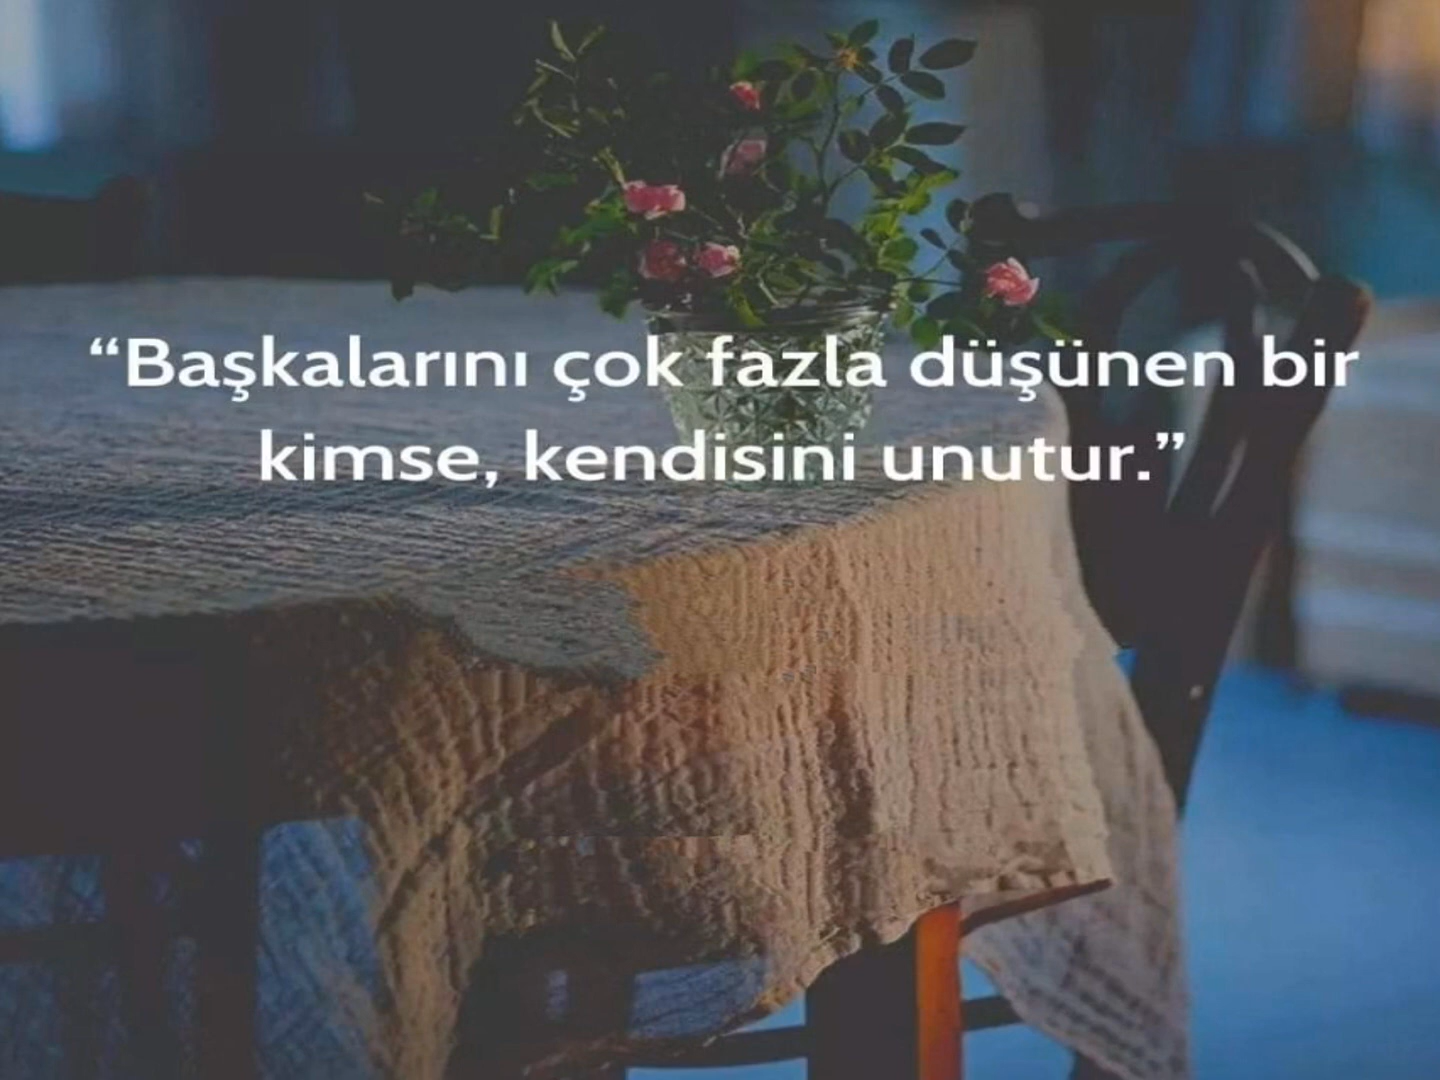 “Başkalarını çok fazla düşünen bir
kimse, kendisini unutur.”